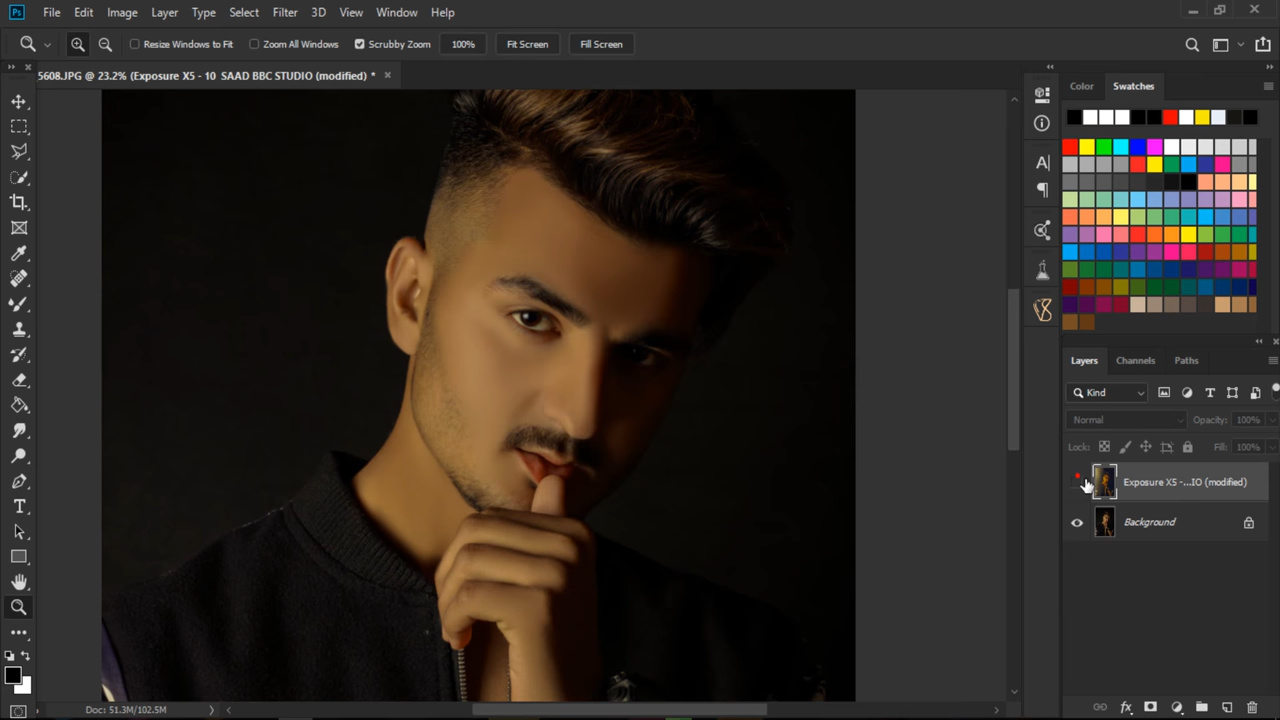 Ps File Edit Image Layer Type Select Filter 3D View Window Help
Resize Windows to Fit Zoom All Windows Scrubby Zoom 100% Fit Screen Fill Screen
5608.JPG @ 23.2% (Exposure X5 - 10 SAAD BBC STUDIO (modified) *
Color Swatches
Layers Channels Paths
Kind
Normal Opacity: 100%
Lock: Fill: 100%
Exposure X5 -...IO (modified)
Background
Doc: 51.3M/102.5M